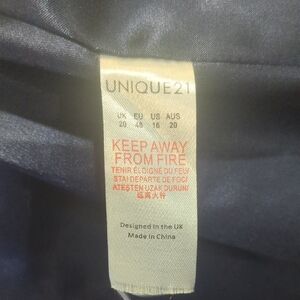 UNIQUE21
UK EU US AUS
20 48 16 20
KEEP AWAY
FROM FIRE
TENIR ÉLOIGNÉ DU FEU/
STAI DEPARTE DE FOC/
ATEŞTEN UZAK DURUN/
远离火种
Designed in the UK
Made in China